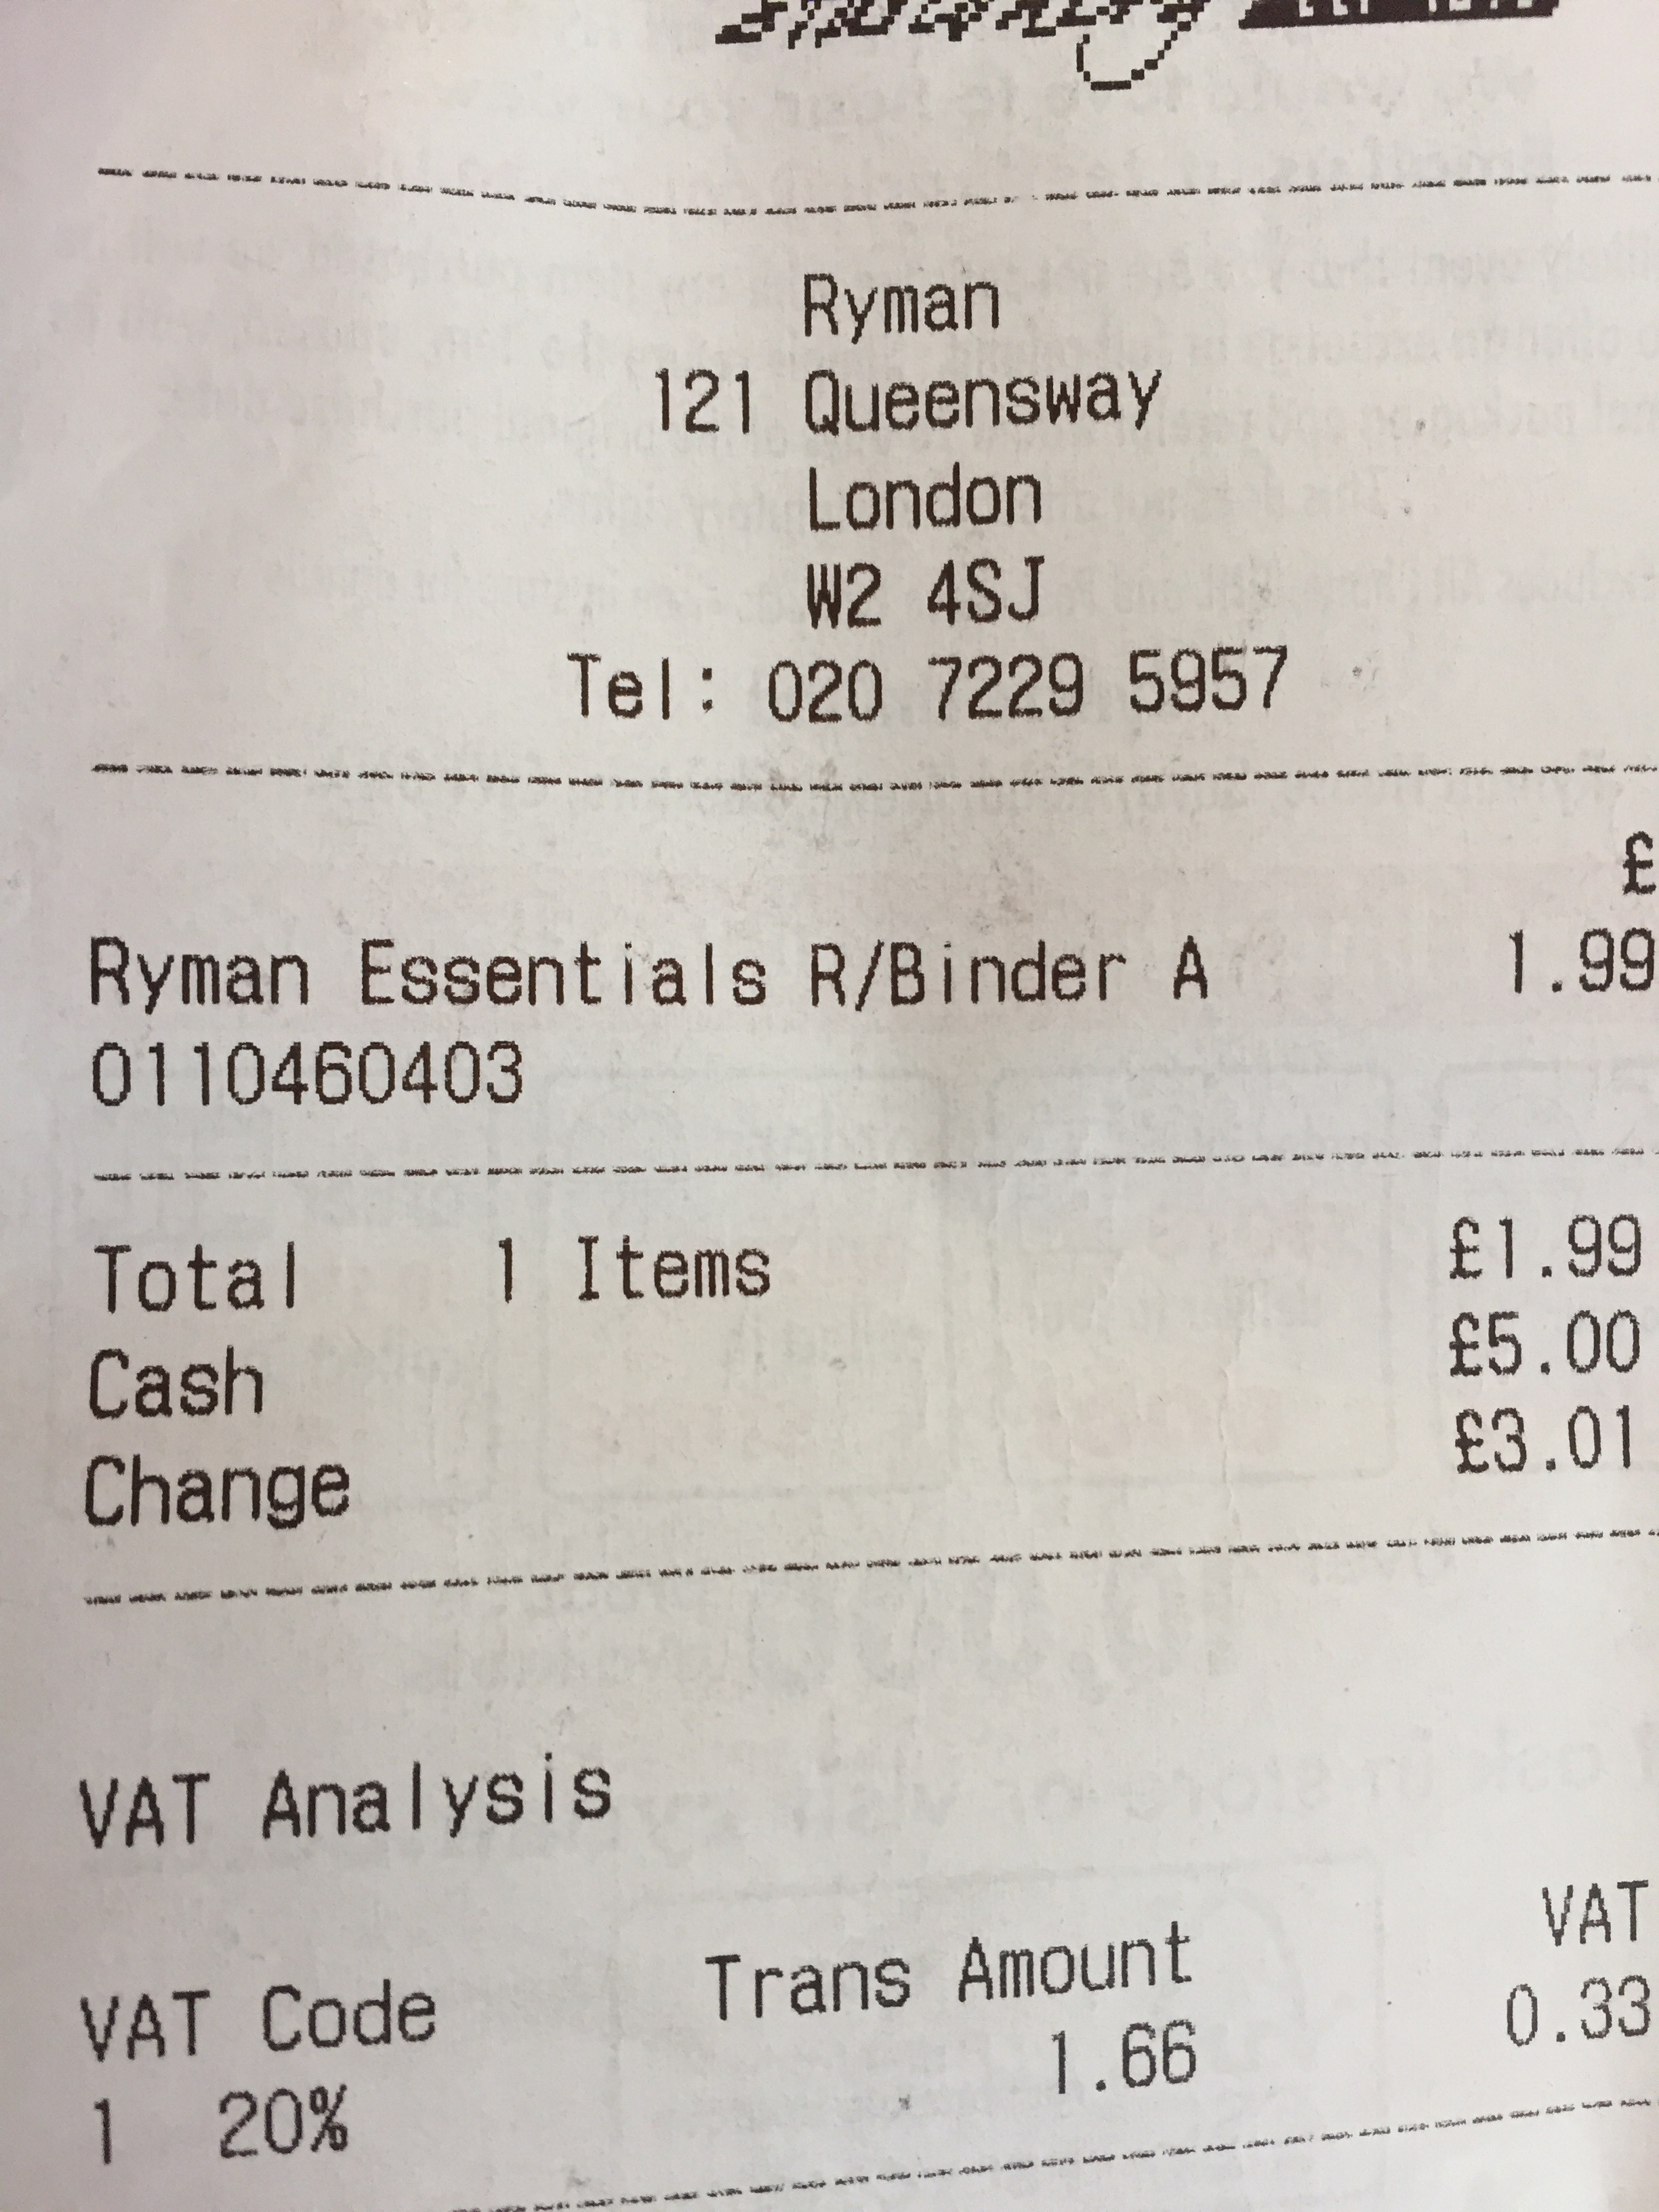 Ryman
121 Queensway
London
W2 4SJ
Tel: 020 7229 5957
£
Ryman Essentials R/Binder A 1.99
0110460403
Total 1 Items £1.99
Cash £5.00
Change £3.01
VAT Analysis
VAT Code Trans Amount VAT
1 20% 1.66 0.33